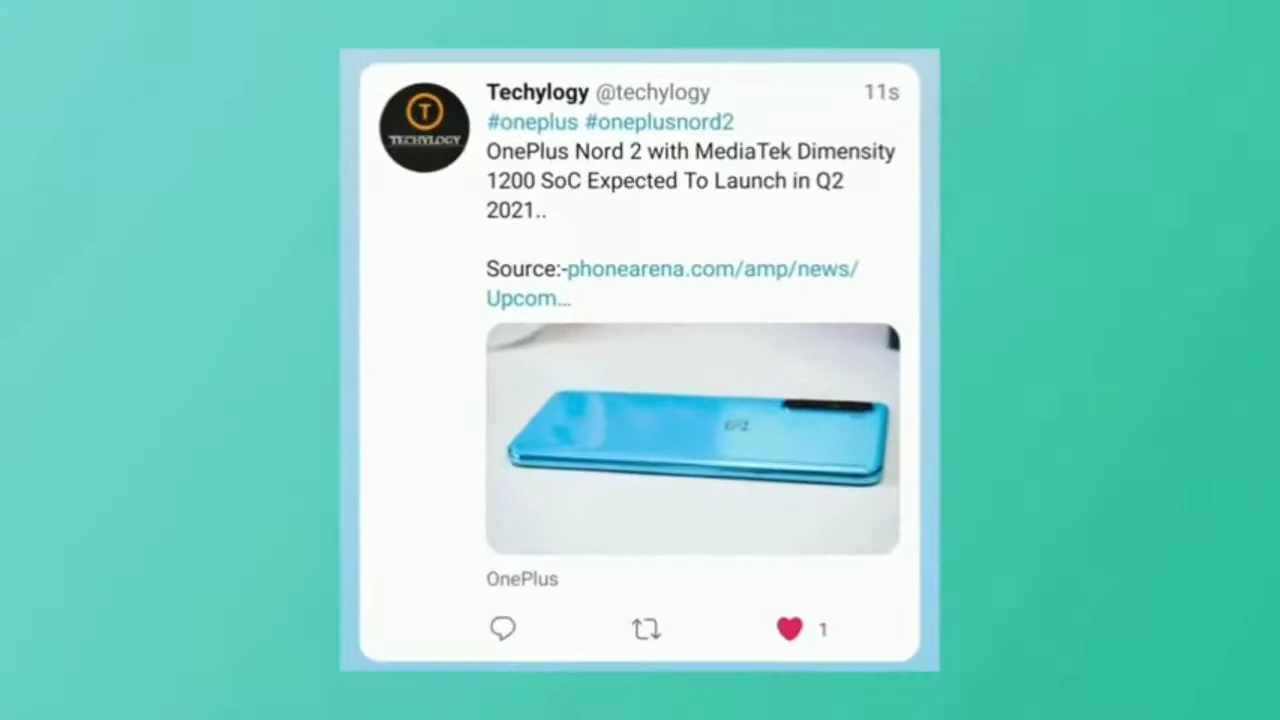 Techylogy @techylogy 11s
T
TECHYLOGY
#oneplus #oneplusnord2
OnePlus Nord 2 with MediaTek Dimensity
1200 SoC Expected To Launch in Q2
2021..
Source:-phonearena.com/amp/news/
Upcom...
OnePlus
1